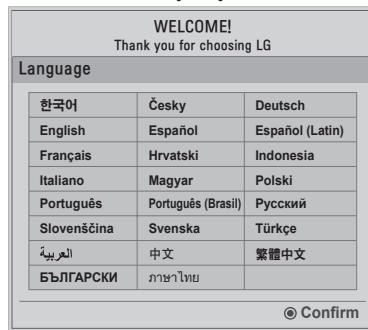 WELCOME!
Thank you for choosing LG
Language
한국어 Česky Deutsch
English Español Español (Latin)
Français Hrvatski Indonesia
Italiano Magyar Polski
Português Português (Brasil) Русский
Slovenščina Svenska Türkçe
العربية 中文 繁體中文
БЪЛГАРСКИ ภาษาไทย
◉ Confirm